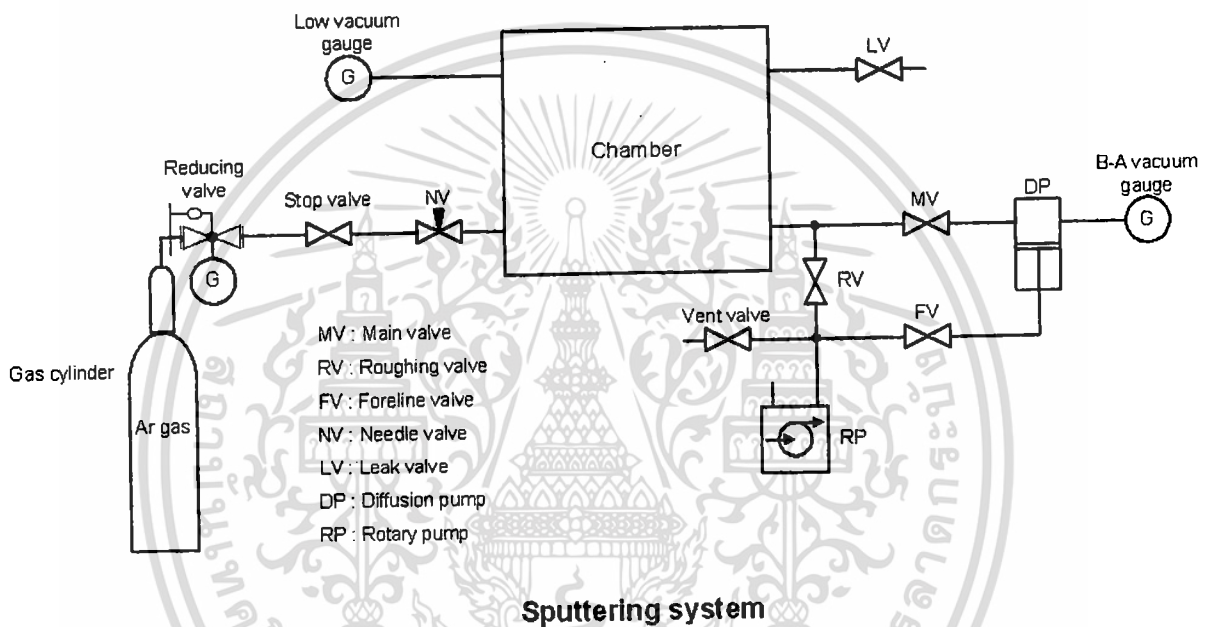 Low vacuum
gauge
G
LV
Chamber
Reducing
valve
Stop valve
NV
MV
DP
B-A vacuum
gauge
G
G
RV
Vent valve
FV
MV : Main valve
RV : Roughing valve
FV : Foreline valve
NV : Needle valve
LV : Leak valve
DP : Diffusion pump
RP : Rotary pump
Gas cylinder
Ar gas
RP
Sputtering system